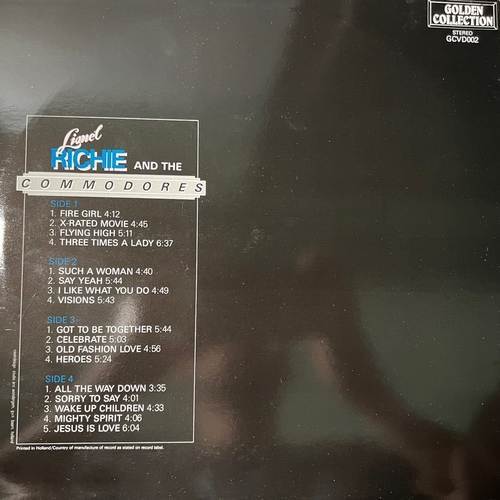 GOLDEN
COLLECTION
STEREO
GCVD002
Lionel
RICHIE AND THE
COMMODORES
SIDE 1
1. FIRE GIRL 4:12
2. X-RATED MOVIE 4:45
3. FLYING HIGH 5:11
4. THREE TIMES A LADY 6:37
SIDE 2
1. SUCH A WOMAN 4:40
2. SAY YEAH 5:44
3. I LIKE WHAT YOU DO 4:49
4. VISIONS 5:43
SIDE 3
1. GOT TO BE TOGETHER 5:44
2. CELEBRATE 5:03
3. OLD FASHION LOVE 4:56
4. HEROES 5:24
SIDE 4
1. ALL THE WAY DOWN 3:35
2. SORRY TO SAY 4:01
3. WAKE UP CHILDREN 4:33
4. MIGHTY SPIRIT 4:06
5. JESUS IS LOVE 6:04
Printed in Holland/Country of manufacture of record as stated on record label.